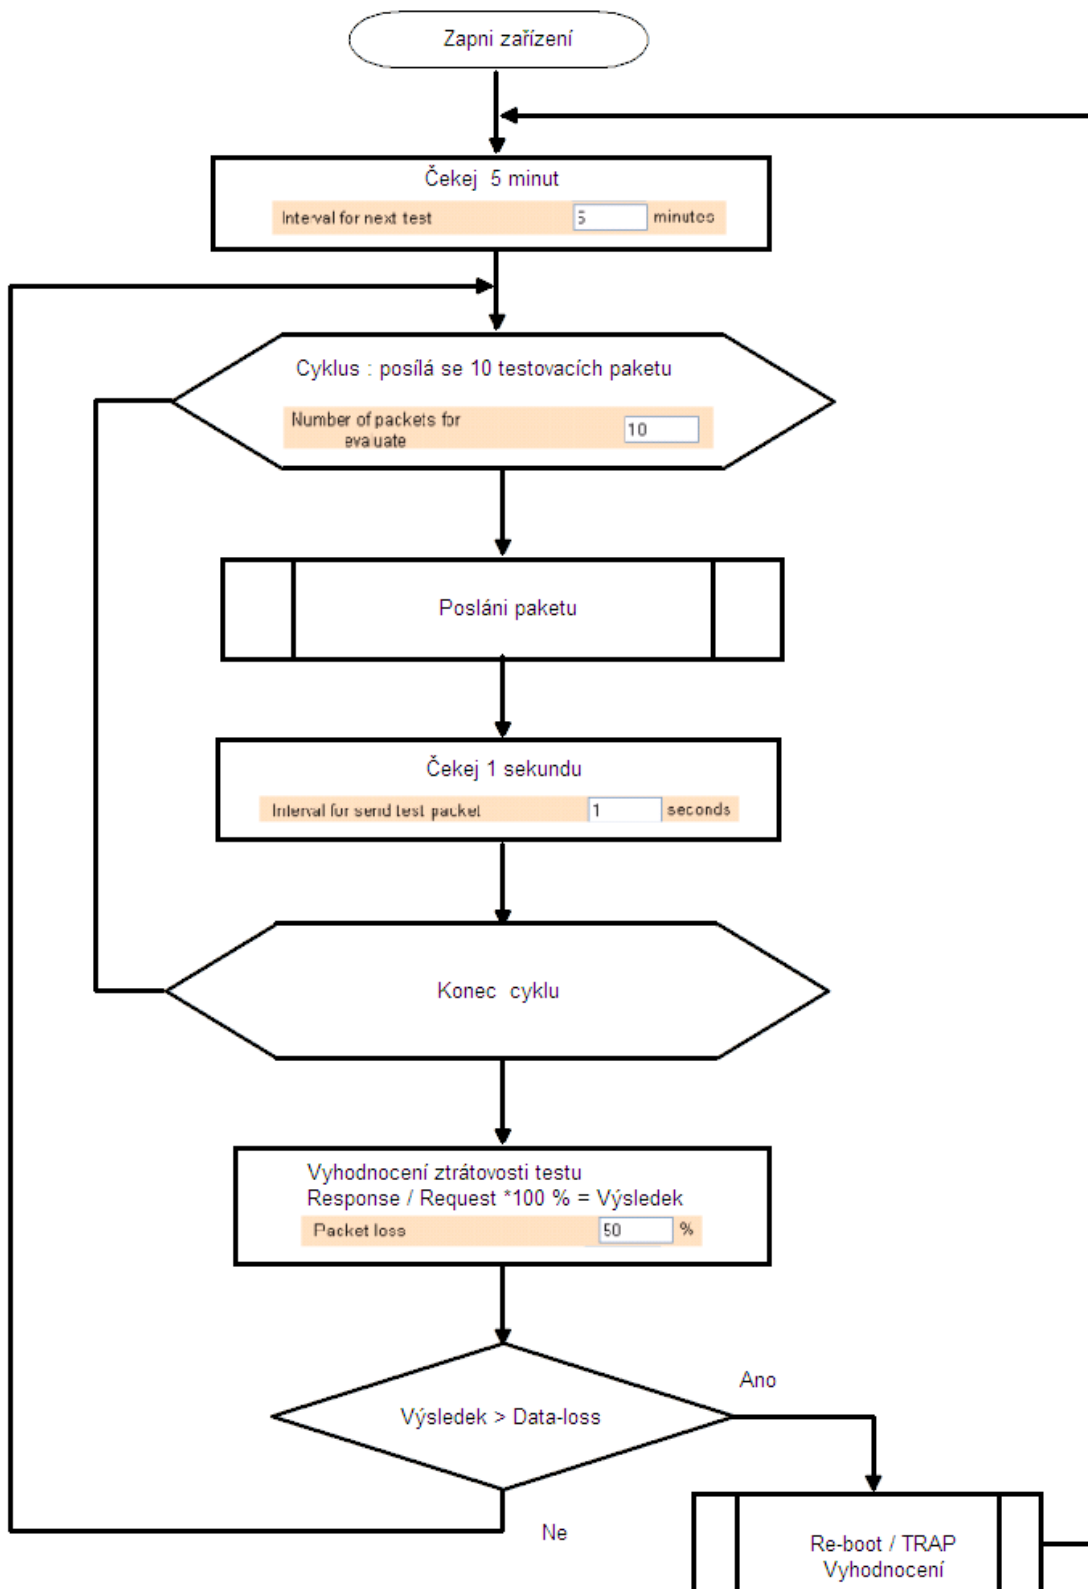 Zapni zařízení
Čekej 5 minut
Interval for next test 5 minutes
Cyklus : posílá se 10 testovacích paketu
Number of packets for
evaluate
10
Posláni paketu
Čekej 1 sekundu
Interval for send test packet 1 seconds
Konec cyklu
Vyhodnocení ztrátovosti testu
Response / Request *100 % = Výsledek
Packet loss 50 %
Ano
Výsledek > Data-loss
Ne
Re-boot / TRAP
Vyhodnocení